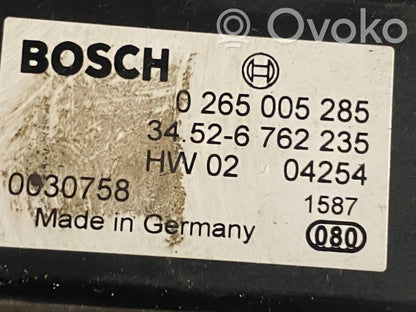 Ovoko
BOSCH
0 265 005 285
34.52-6 762 235
HW 02 04254
0030758
1587
Made in Germany
080